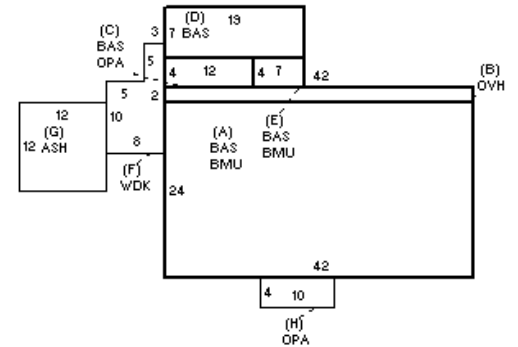 (D) 19
(C) 3 7 BAS
BAS
OPA 5
4 12 4 7 42 (B)
OVH
5 2
12 10 (E)
(G) (A) BAS
12 ASH BAS BMU
8 BMU
(F)
WDK 24
42
4 10
(H)
OPA